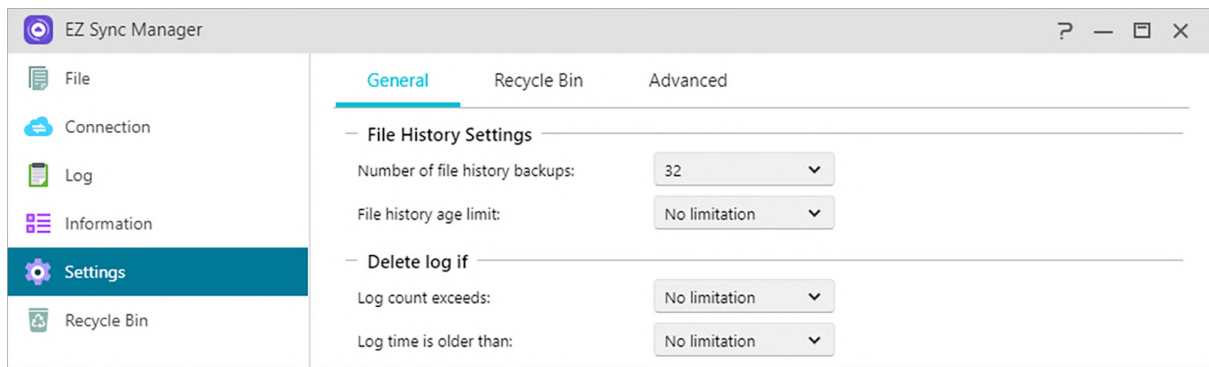 EZ Sync Manager
File
Connection
Log
Information
Settings
Recycle Bin
General Recycle Bin Advanced
File History Settings
Number of file history backups: 32
File history age limit: No limitation
Delete log if
Log count exceeds: No limitation
Log time is older than: No limitation